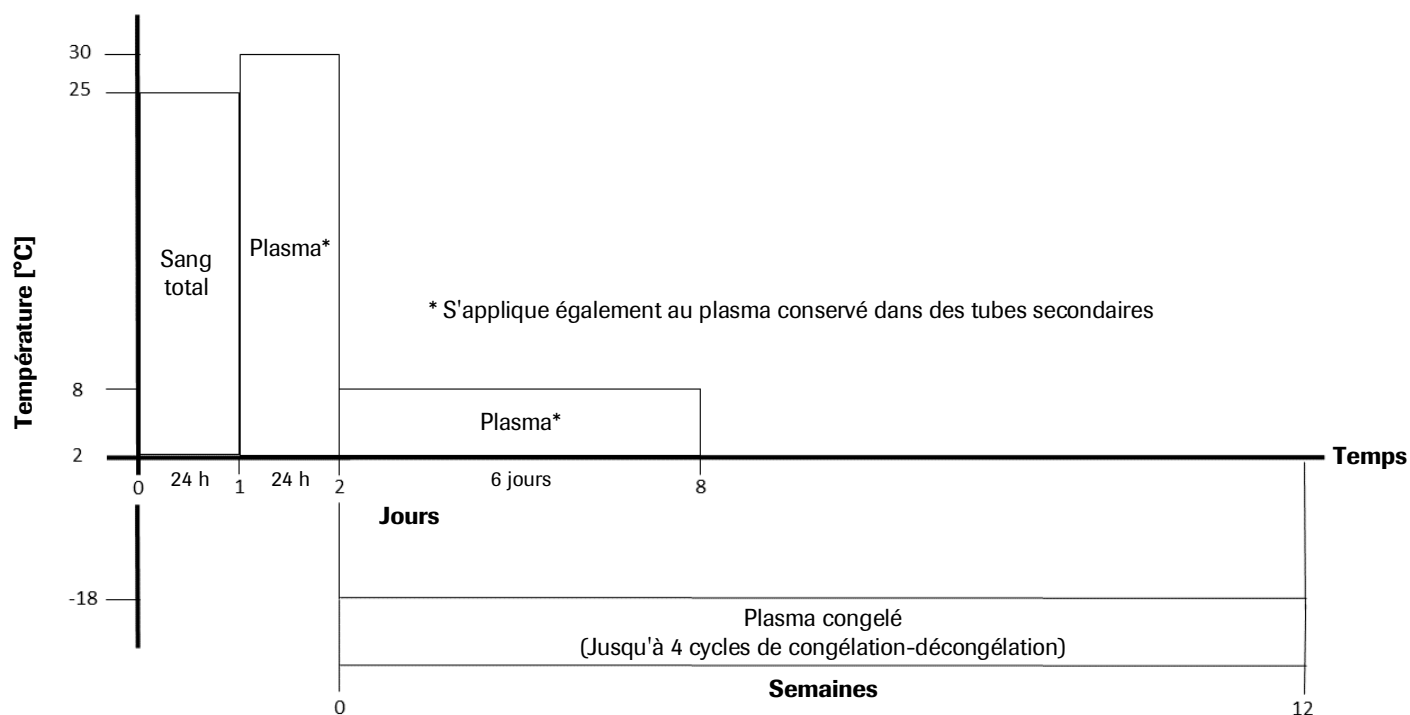 30
25
Température [°C]
Sang
total
Plasma*
* S'applique également au plasma conservé dans des tubes secondaires
8
Plasma*
2
Temps
24 h
24 h
6 jours
0
1
2
8
Jours
-18
Plasma congelé
(Jusqu'à 4 cycles de congélation-décongélation)
Semaines
0
12